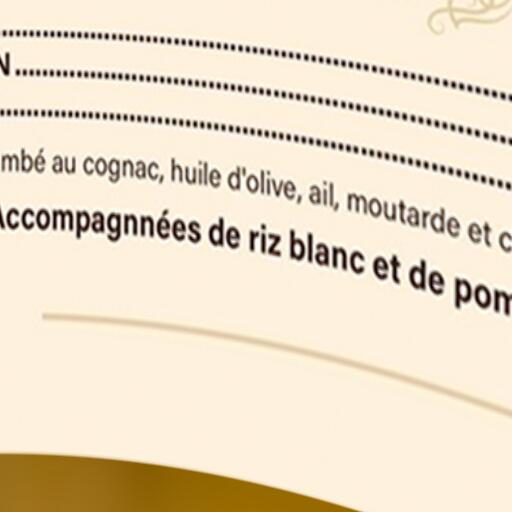 N
mbé au cognac, huile d'olive, ail, moutarde et c
Accompagnnées de riz blanc et de pom